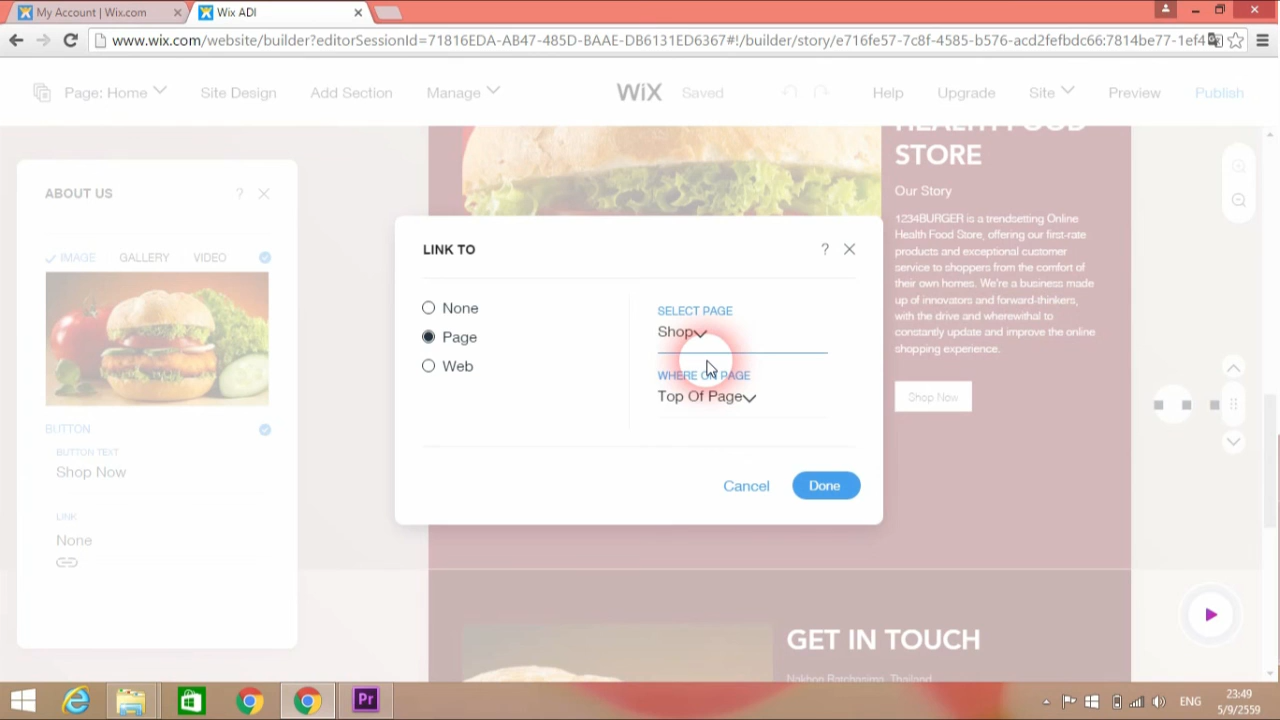 My Account | Wix.com
Wix ADI
www.wix.com/website/builder?editorSessionId=71816EDA-AB47-485D-BAAE-DB6131ED6367#!/builder/story/e716fe57-7c8f-4585-b576-acd2fefbdc66:7814be77-1ef4
Page: Home
Site Design
Add Section
Manage
WiX
Saved
Help
Upgrade
Site
Preview
Publish
ABOUT US
?
IMAGE
GALLERY
VIDEO
BUTTON
BUTTON TEXT
Shop Now
LINK
None
LINK TO
?
None
Page
Web
SELECT PAGE
Shop
WHERE ON PAGE
Top Of Page
Cancel
Done
HEALTH FOOD
STORE
Our Story
1234BURGER is a trendsetting Online
Health Food Store, offering our first-rate
products and exceptional customer
service to shoppers from the comfort of
their own homes. We're a business made
up of innovators and forward-thinkers,
with the drive and wherewithal to
constantly update and improve the online
shopping experience.
Shop Now
GET IN TOUCH
Nakhon Ratchasima, Thailand
Pr
ENG
23:49
5/9/2559